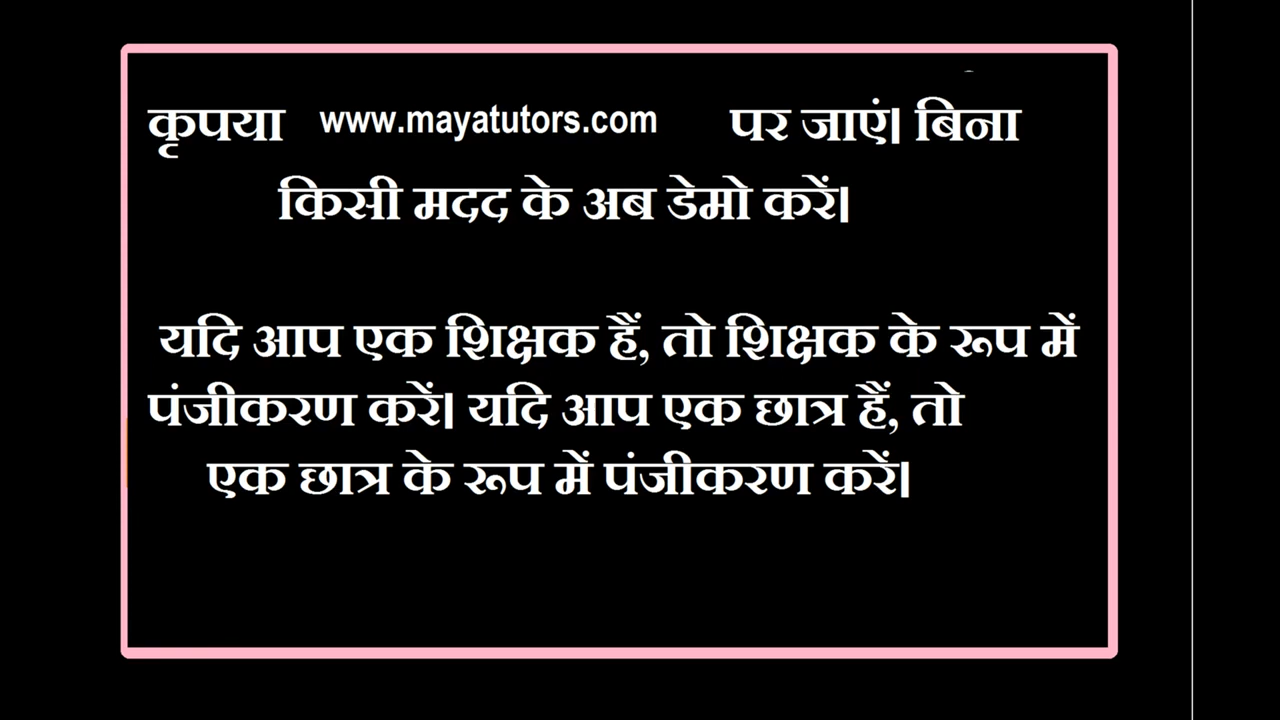 कृपया www.mayatutors.com पर जाएं। बिना
किसी मदद के अब डेमो करें।
यदि आप एक शिक्षक हैं, तो शिक्षक के रूप में
पंजीकरण करें। यदि आप एक छात्र हैं, तो
एक छात्र के रूप में पंजीकरण करें।